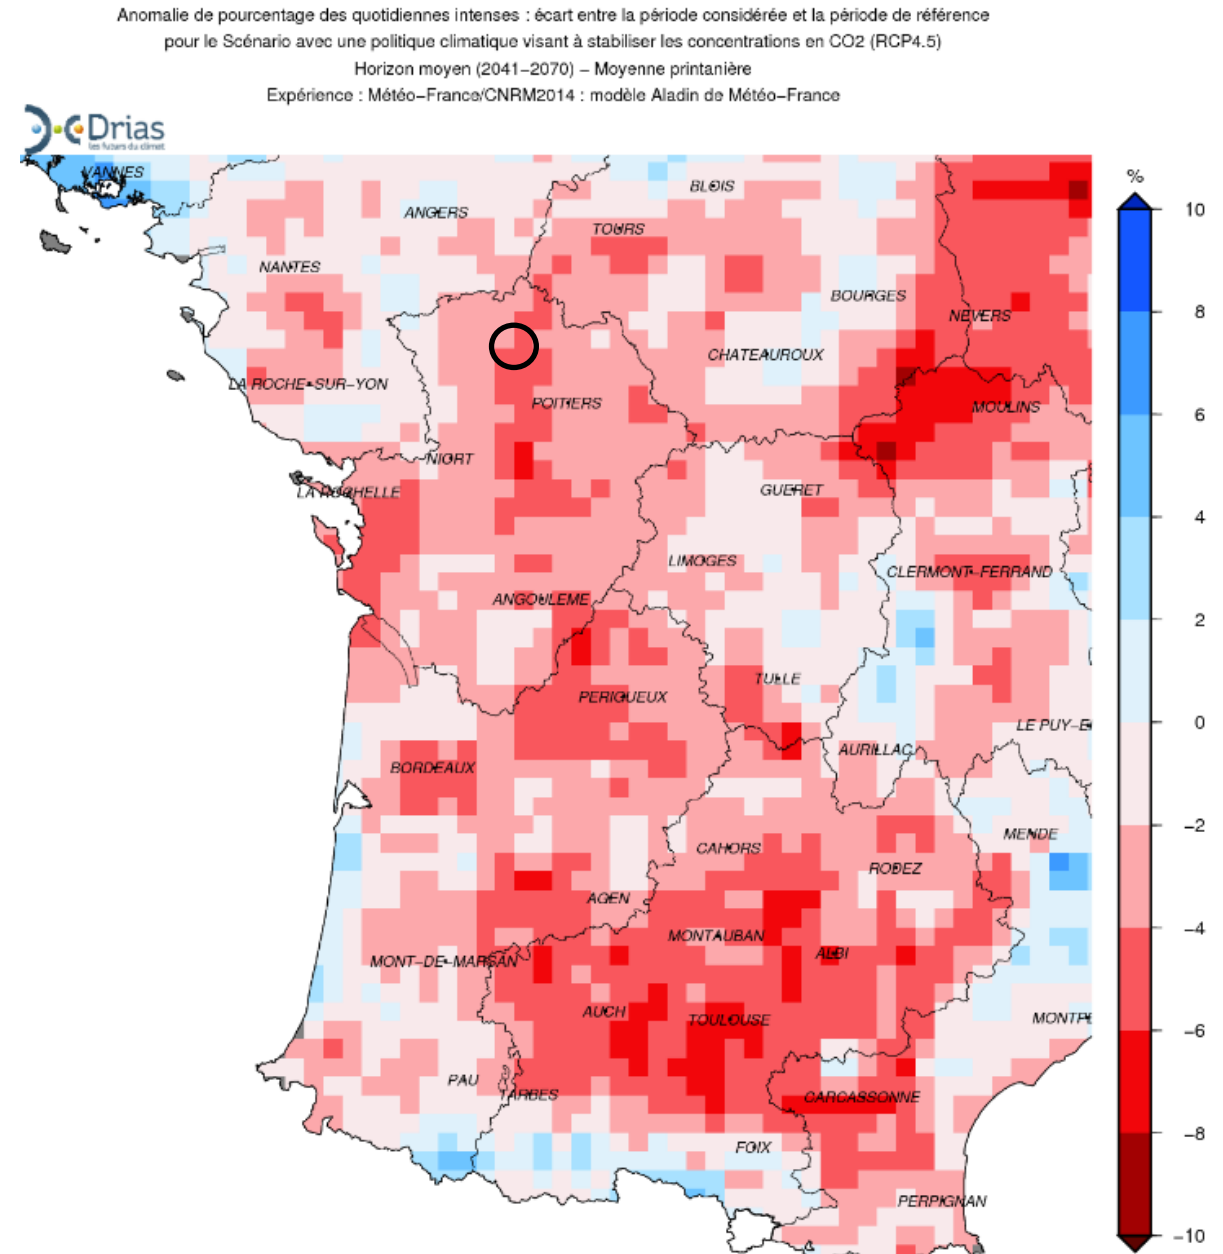 Anomalie de pourcentage des quotidiennes intenses : écart entre la période considérée et la période de référence
pour le Scénario avec une politique climatique visant à stabiliser les concentrations en CO2 (RCP4.5)
Horizon moyen (2041−2070) − Moyenne printanière
Expérience : Météo−France/CNRM2014 : modèle Aladin de Météo−France
Drias
les futurs du climat
VANNES
BLOIS
ANGERS
TOURS
NANTES
BOURGES
NEVERS
CHATEAUROUX
LA ROCHE−SUR−YON
POITIERS
MOULINS
NIORT
LA ROCHELLE
GUERET
LIMOGES
CLERMONT−FERRAND
ANGOULEME
TULLE
PERIGUEUX
LE PUY−E
AURILLAC
BORDEAUX
MENDE
CAHORS
RODEZ
AGEN
MONTAUBAN
ALBI
MONT−DE−MARSAN
AUCH
TOULOUSE
MONTPE
PAU
TARBES
CARCASSONNE
FOIX
PERPIGNAN
%
10
8
6
4
2
0
−2
−4
−6
−8
−10